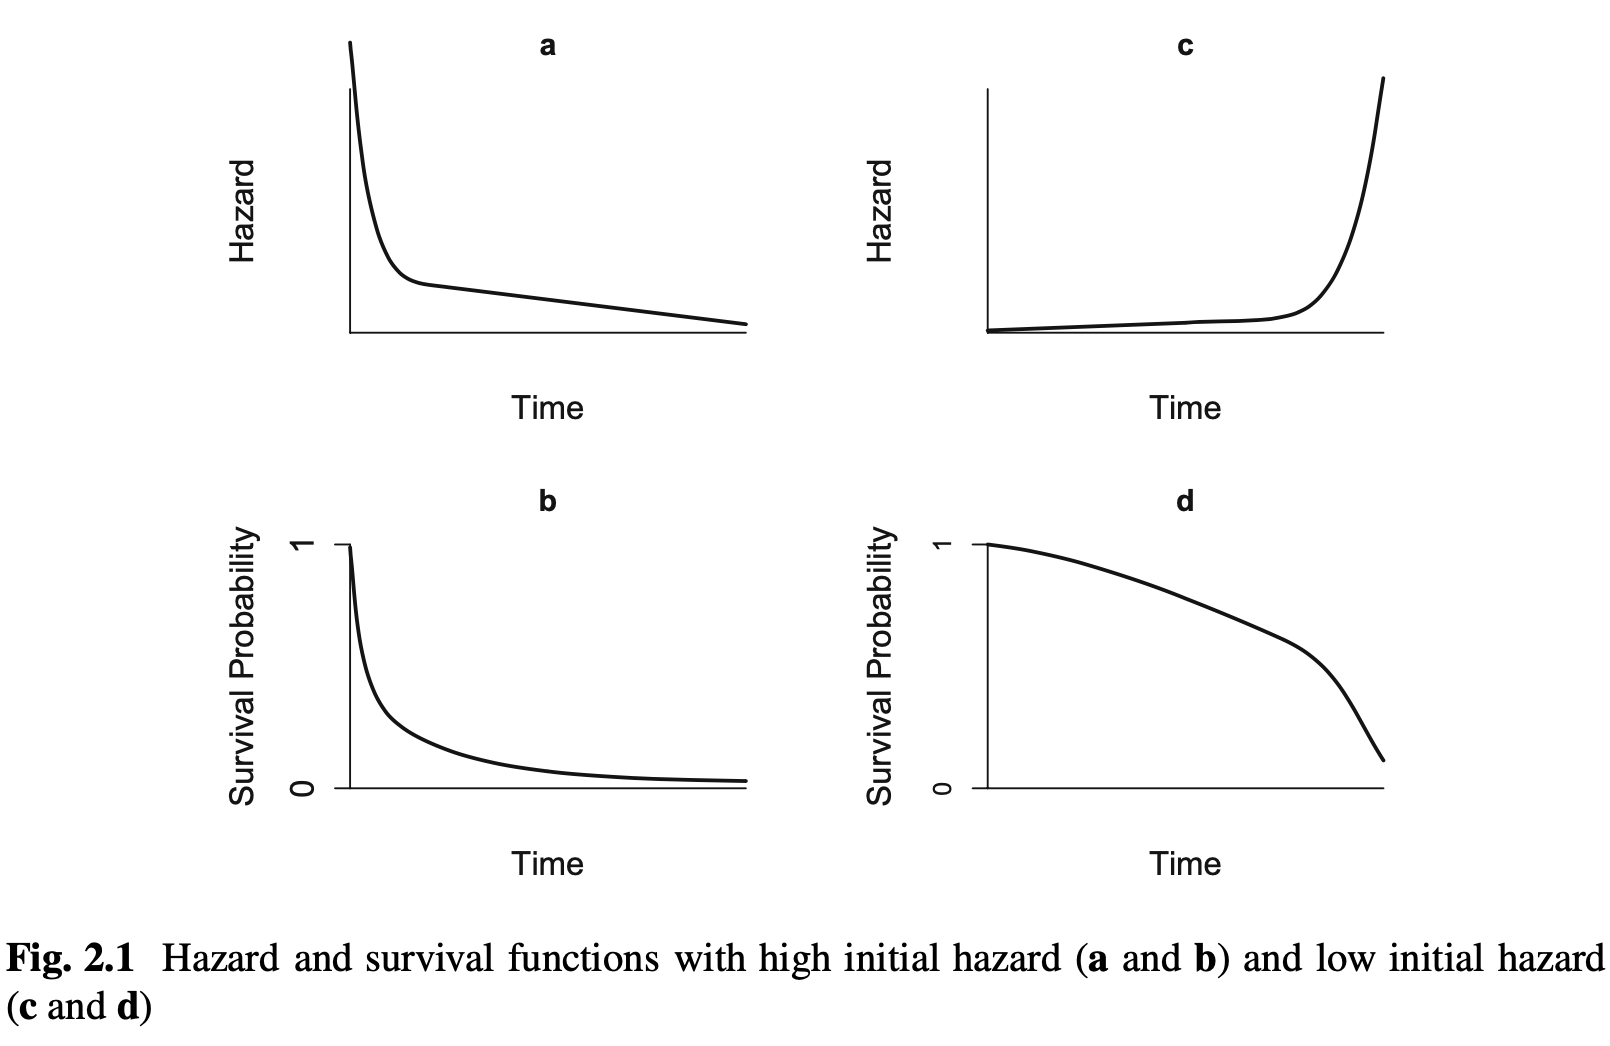 a
Hazard
Time
c
Hazard
Time
b
Survival Probability
1
0
Time
d
Survival Probability
1
0
Time
Fig. 2.1 Hazard and survival functions with high initial hazard (a and b) and low initial hazard
(c and d)